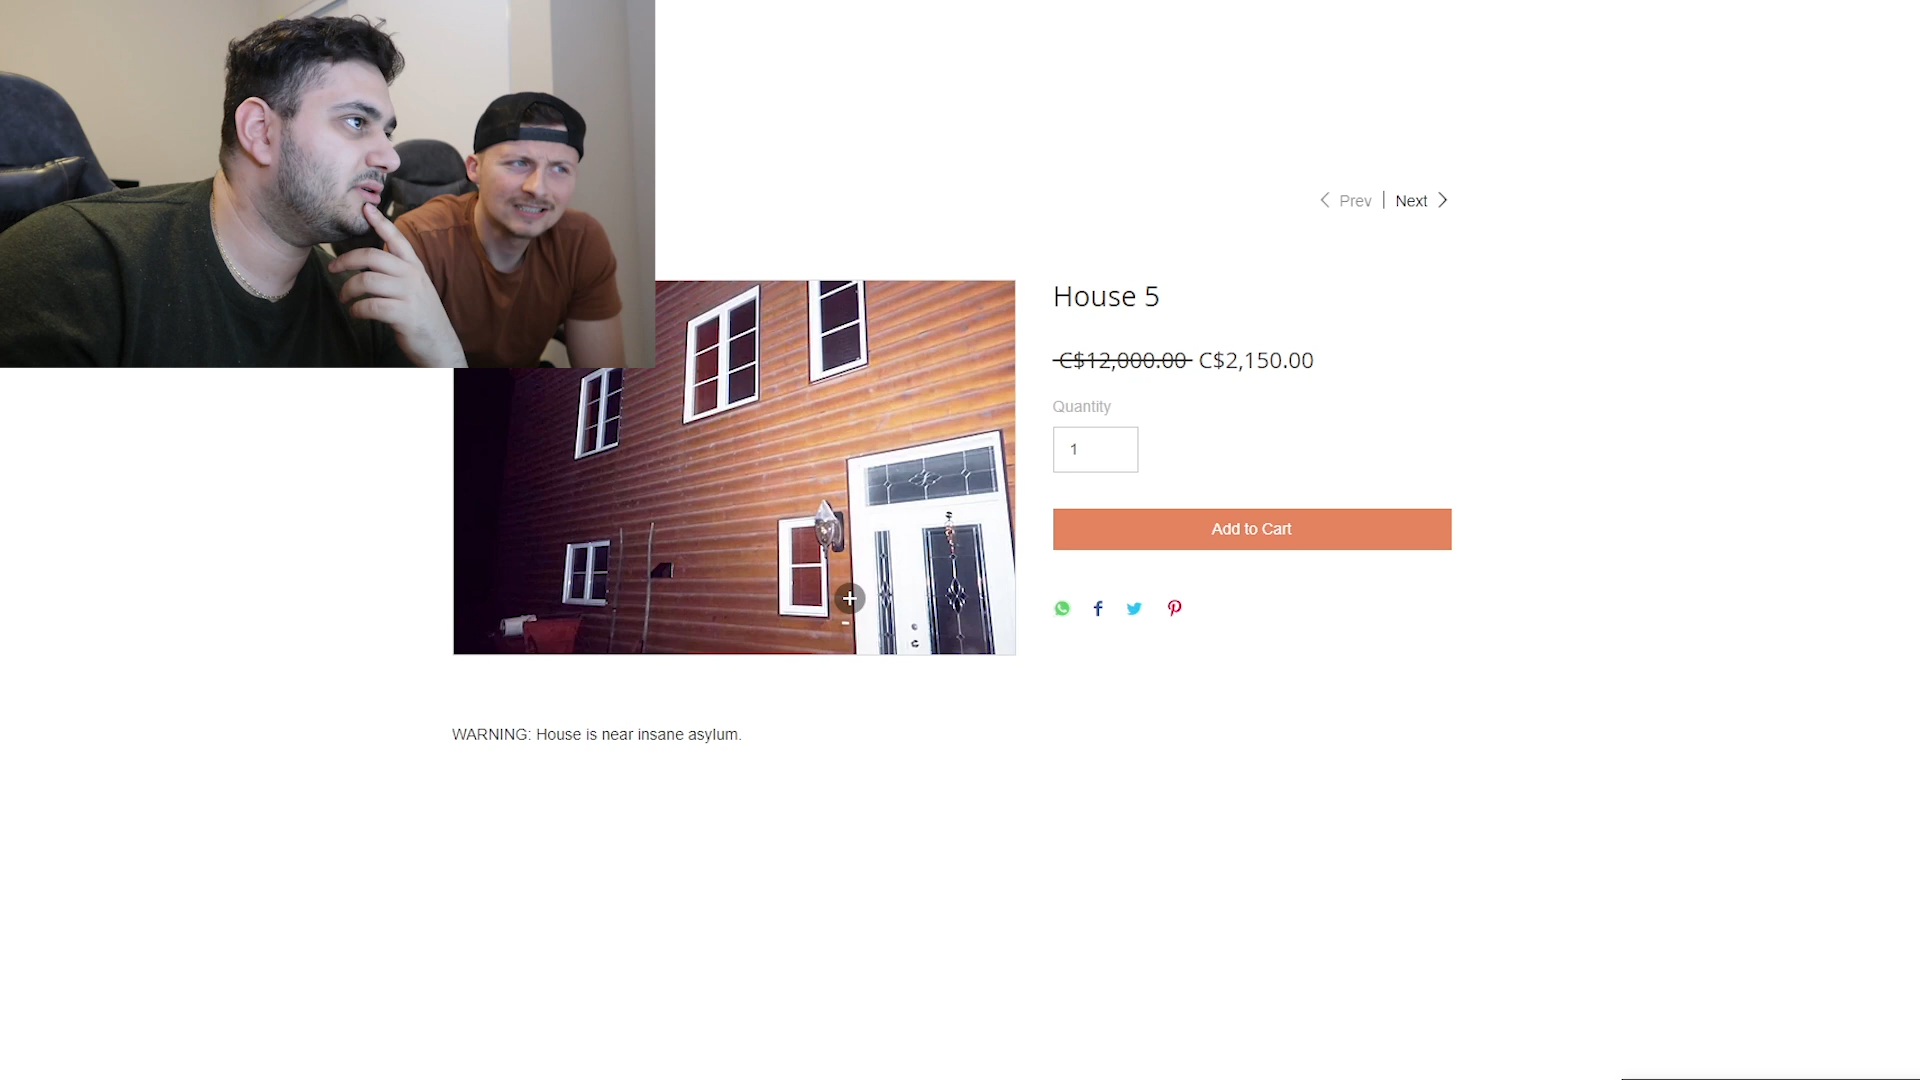 Prev | Next
House 5
C$12,000.00 C$2,150.00
Quantity
1
Add to Cart
WARNING: House is near insane asylum.